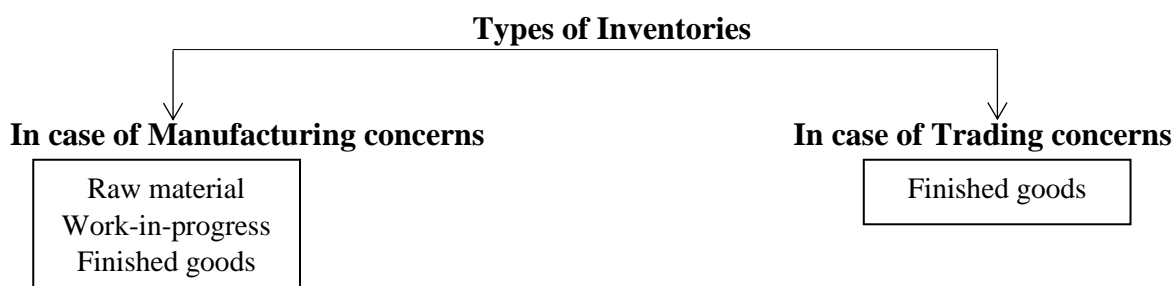 Types of Inventories
In case of Manufacturing concerns
Raw material
Work-in-progress
Finished goods
In case of Trading concerns
Finished goods